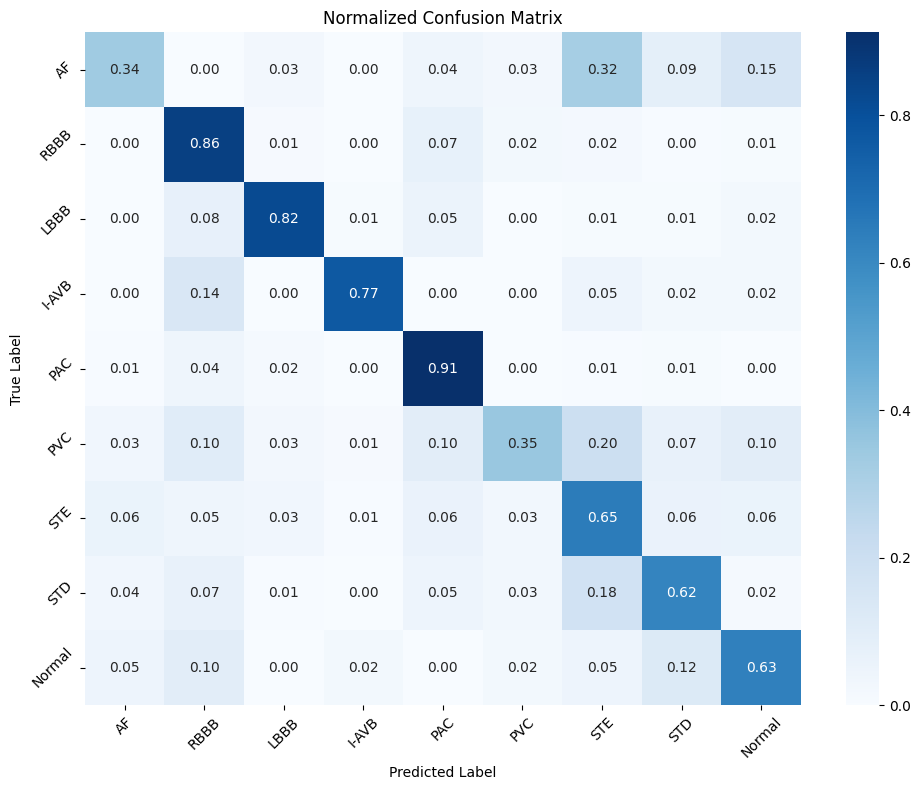 Normalized Confusion Matrix
AF 0.34 0.00 0.03 0.00 0.04 0.03 0.32 0.09 0.15
RBBB 0.00 0.86 0.01 0.00 0.07 0.02 0.02 0.00 0.01
LBBB 0.00 0.08 0.82 0.01 0.05 0.00 0.01 0.01 0.02
I-AVB 0.00 0.14 0.00 0.77 0.00 0.00 0.05 0.02 0.02
PAC 0.01 0.04 0.02 0.00 0.91 0.00 0.01 0.01 0.00
PVC 0.03 0.10 0.03 0.01 0.10 0.35 0.20 0.07 0.10
STE 0.06 0.05 0.03 0.01 0.06 0.03 0.65 0.06 0.06
STD 0.04 0.07 0.01 0.00 0.05 0.03 0.18 0.62 0.02
Normal 0.05 0.10 0.00 0.02 0.00 0.02 0.05 0.12 0.63
AF RBBB LBBB I-AVB PAC PVC STE STD Normal
Predicted Label
True Label
0.8
0.6
0.4
0.2
0.0